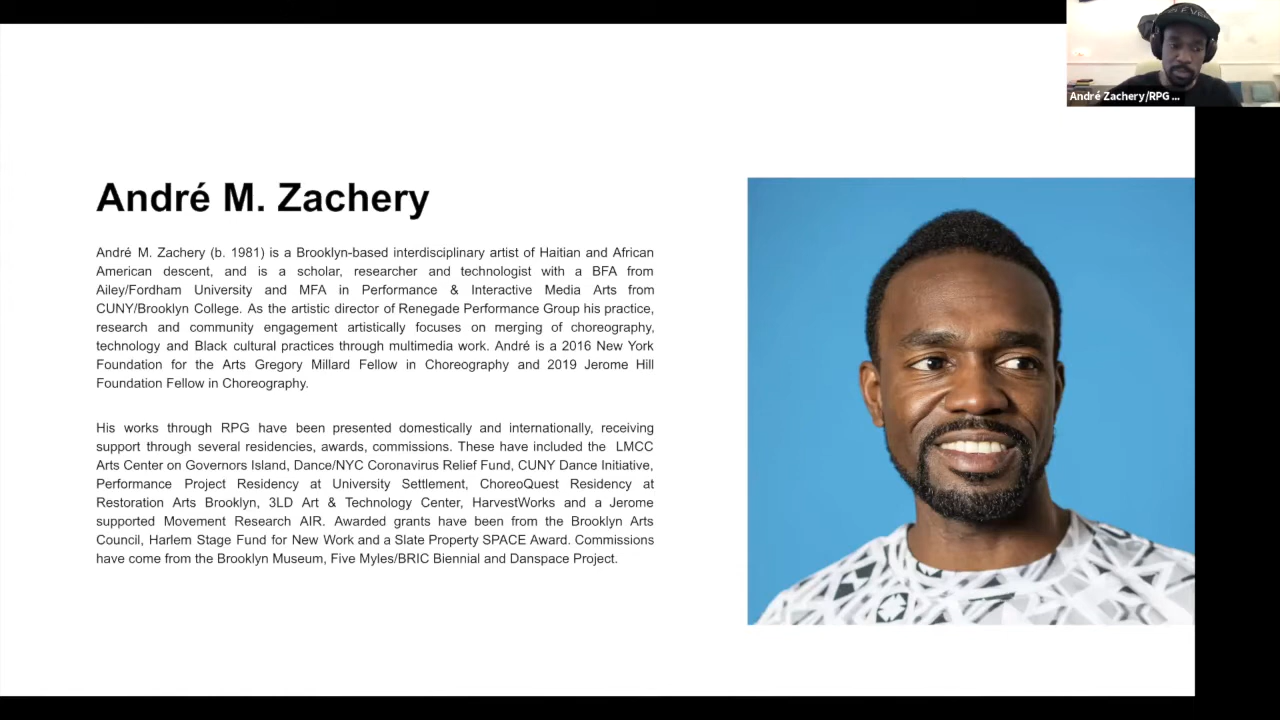 André Zachery/RPG ...
André M. Zachery
André M. Zachery (b. 1981) is a Brooklyn-based interdisciplinary artist of Haitian and African
American descent, and is a scholar, researcher and technologist with a BFA from
Ailey/Fordham University and MFA in Performance & Interactive Media Arts from
CUNY/Brooklyn College. As the artistic director of Renegade Performance Group his practice,
research and community engagement artistically focuses on merging of choreography,
technology and Black cultural practices through multimedia work. André is a 2016 New York
Foundation for the Arts Gregory Millard Fellow in Choreography and 2019 Jerome Hill
Foundation Fellow in Choreography.
His works through RPG have been presented domestically and internationally, receiving
support through several residencies, awards, commissions. These have included the LMCC
Arts Center on Governors Island, Dance/NYC Coronavirus Relief Fund, CUNY Dance Initiative,
Performance Project Residency at University Settlement, ChoreoQuest Residency at
Restoration Arts Brooklyn, 3LD Art & Technology Center, HarvestWorks and a Jerome
supported Movement Research AIR. Awarded grants have been from the Brooklyn Arts
Council, Harlem Stage Fund for New Work and a Slate Property SPACE Award. Commissions
have come from the Brooklyn Museum, Five Myles/BRIC Biennial and Danspace Project.